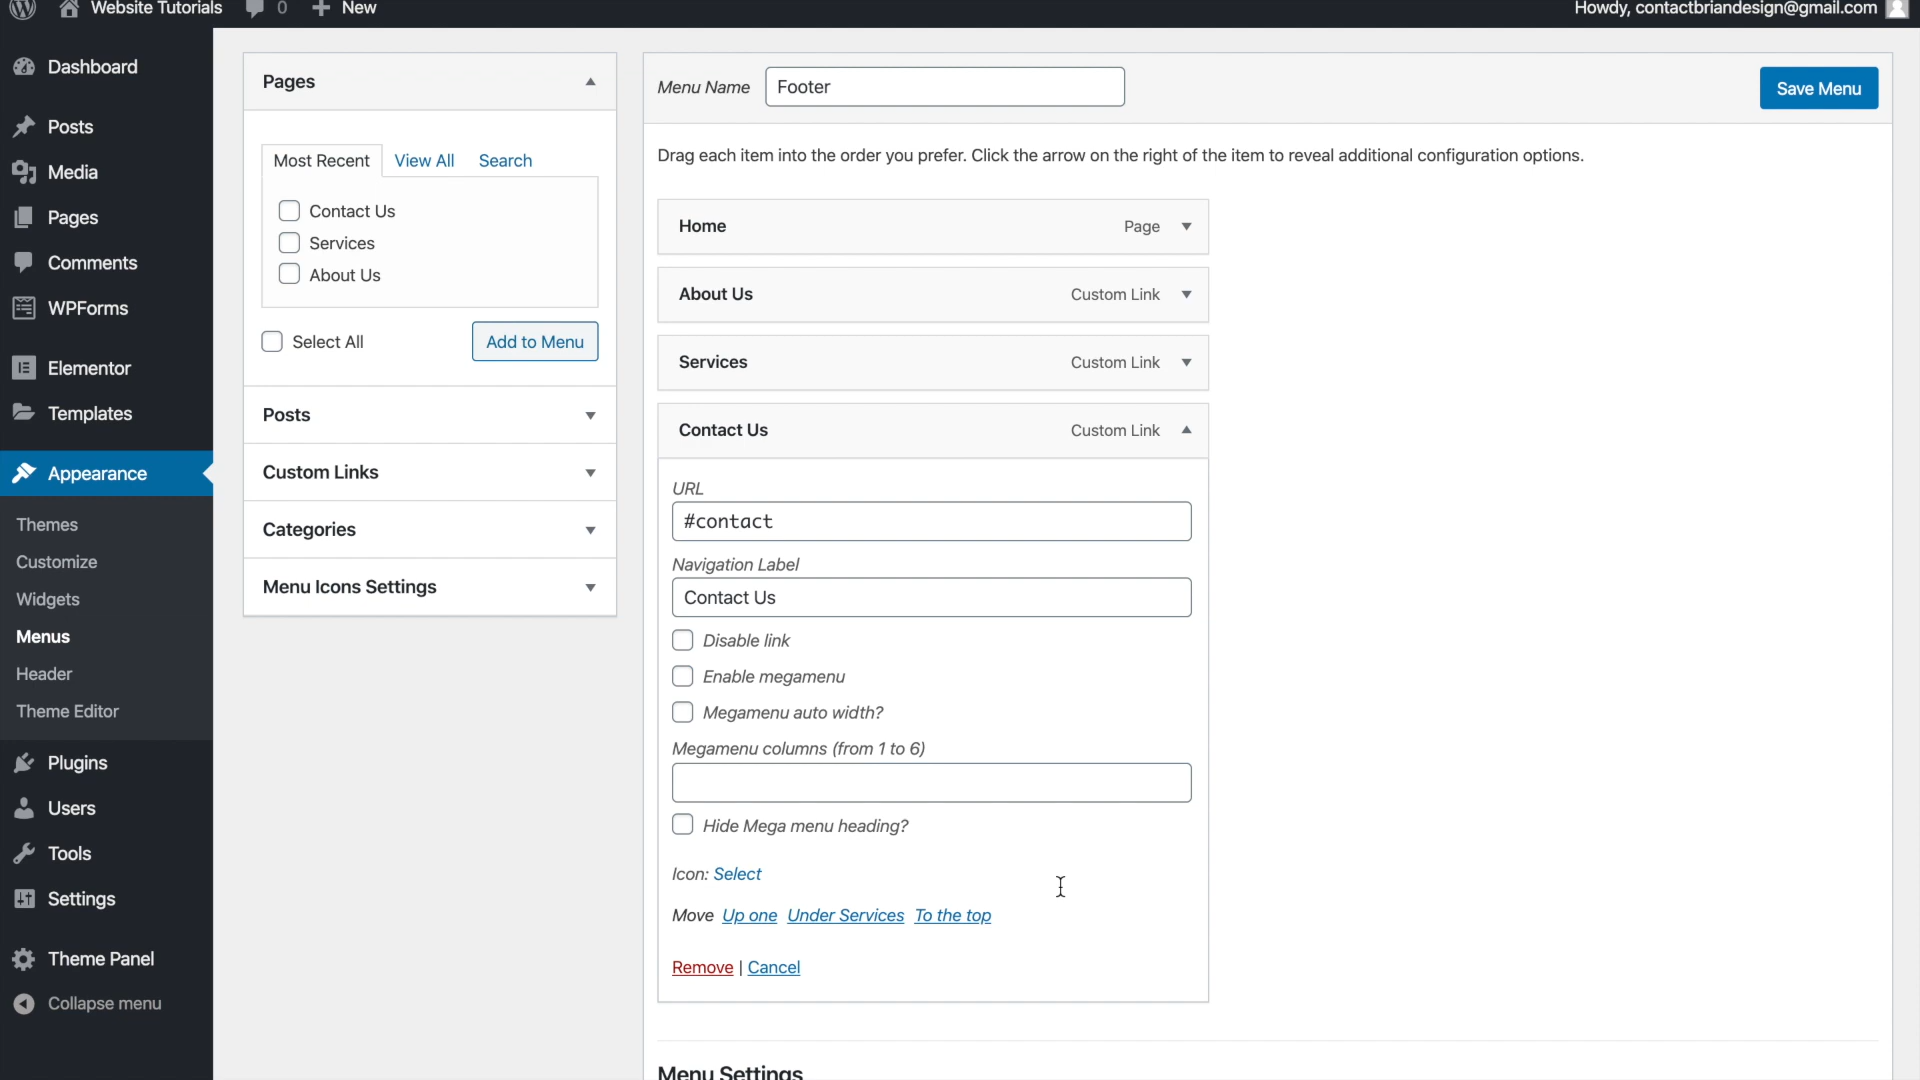 Website Tutorials 0 New Howdy, contactbriandesign@gmail.com
Dashboard
Posts
Media
Pages
Comments
WPForms
Elementor
Templates
Appearance
Themes
Customize
Widgets
Menus
Header
Theme Editor
Plugins
Users
Tools
Settings
Theme Panel
Collapse menu
Pages
Most Recent View All Search
Contact Us
Services
About Us
Select All Add to Menu
Posts
Custom Links
Categories
Menu Icons Settings
Menu Name Footer Save Menu
Drag each item into the order you prefer. Click the arrow on the right of the item to reveal additional configuration options.
Home Page
About Us Custom Link
Services Custom Link
Contact Us Custom Link
URL
#contact
Navigation Label
Contact Us
Disable link
Enable megamenu
Megamenu auto width?
Megamenu columns (from 1 to 6)
Hide Mega menu heading?
Icon: Select
Move Up one Under Services To the top
Remove | Cancel
Menu Settings